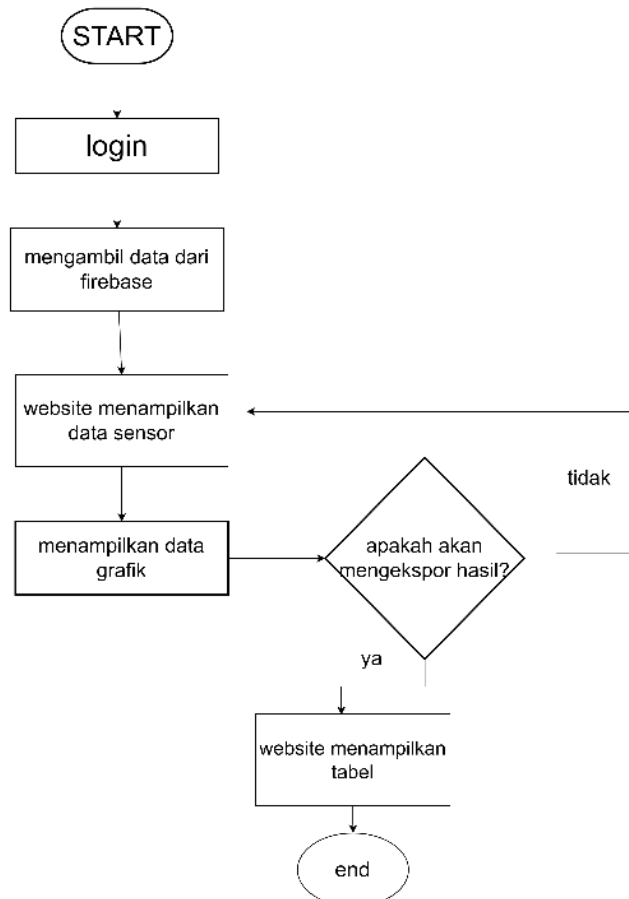 START
login
mengambil data dari
firebase
website menampilkan
data sensor
tidak
menampilkan data
grafik
apakah akan
mengekspor hasil?
ya
website menampilkan
tabel
end